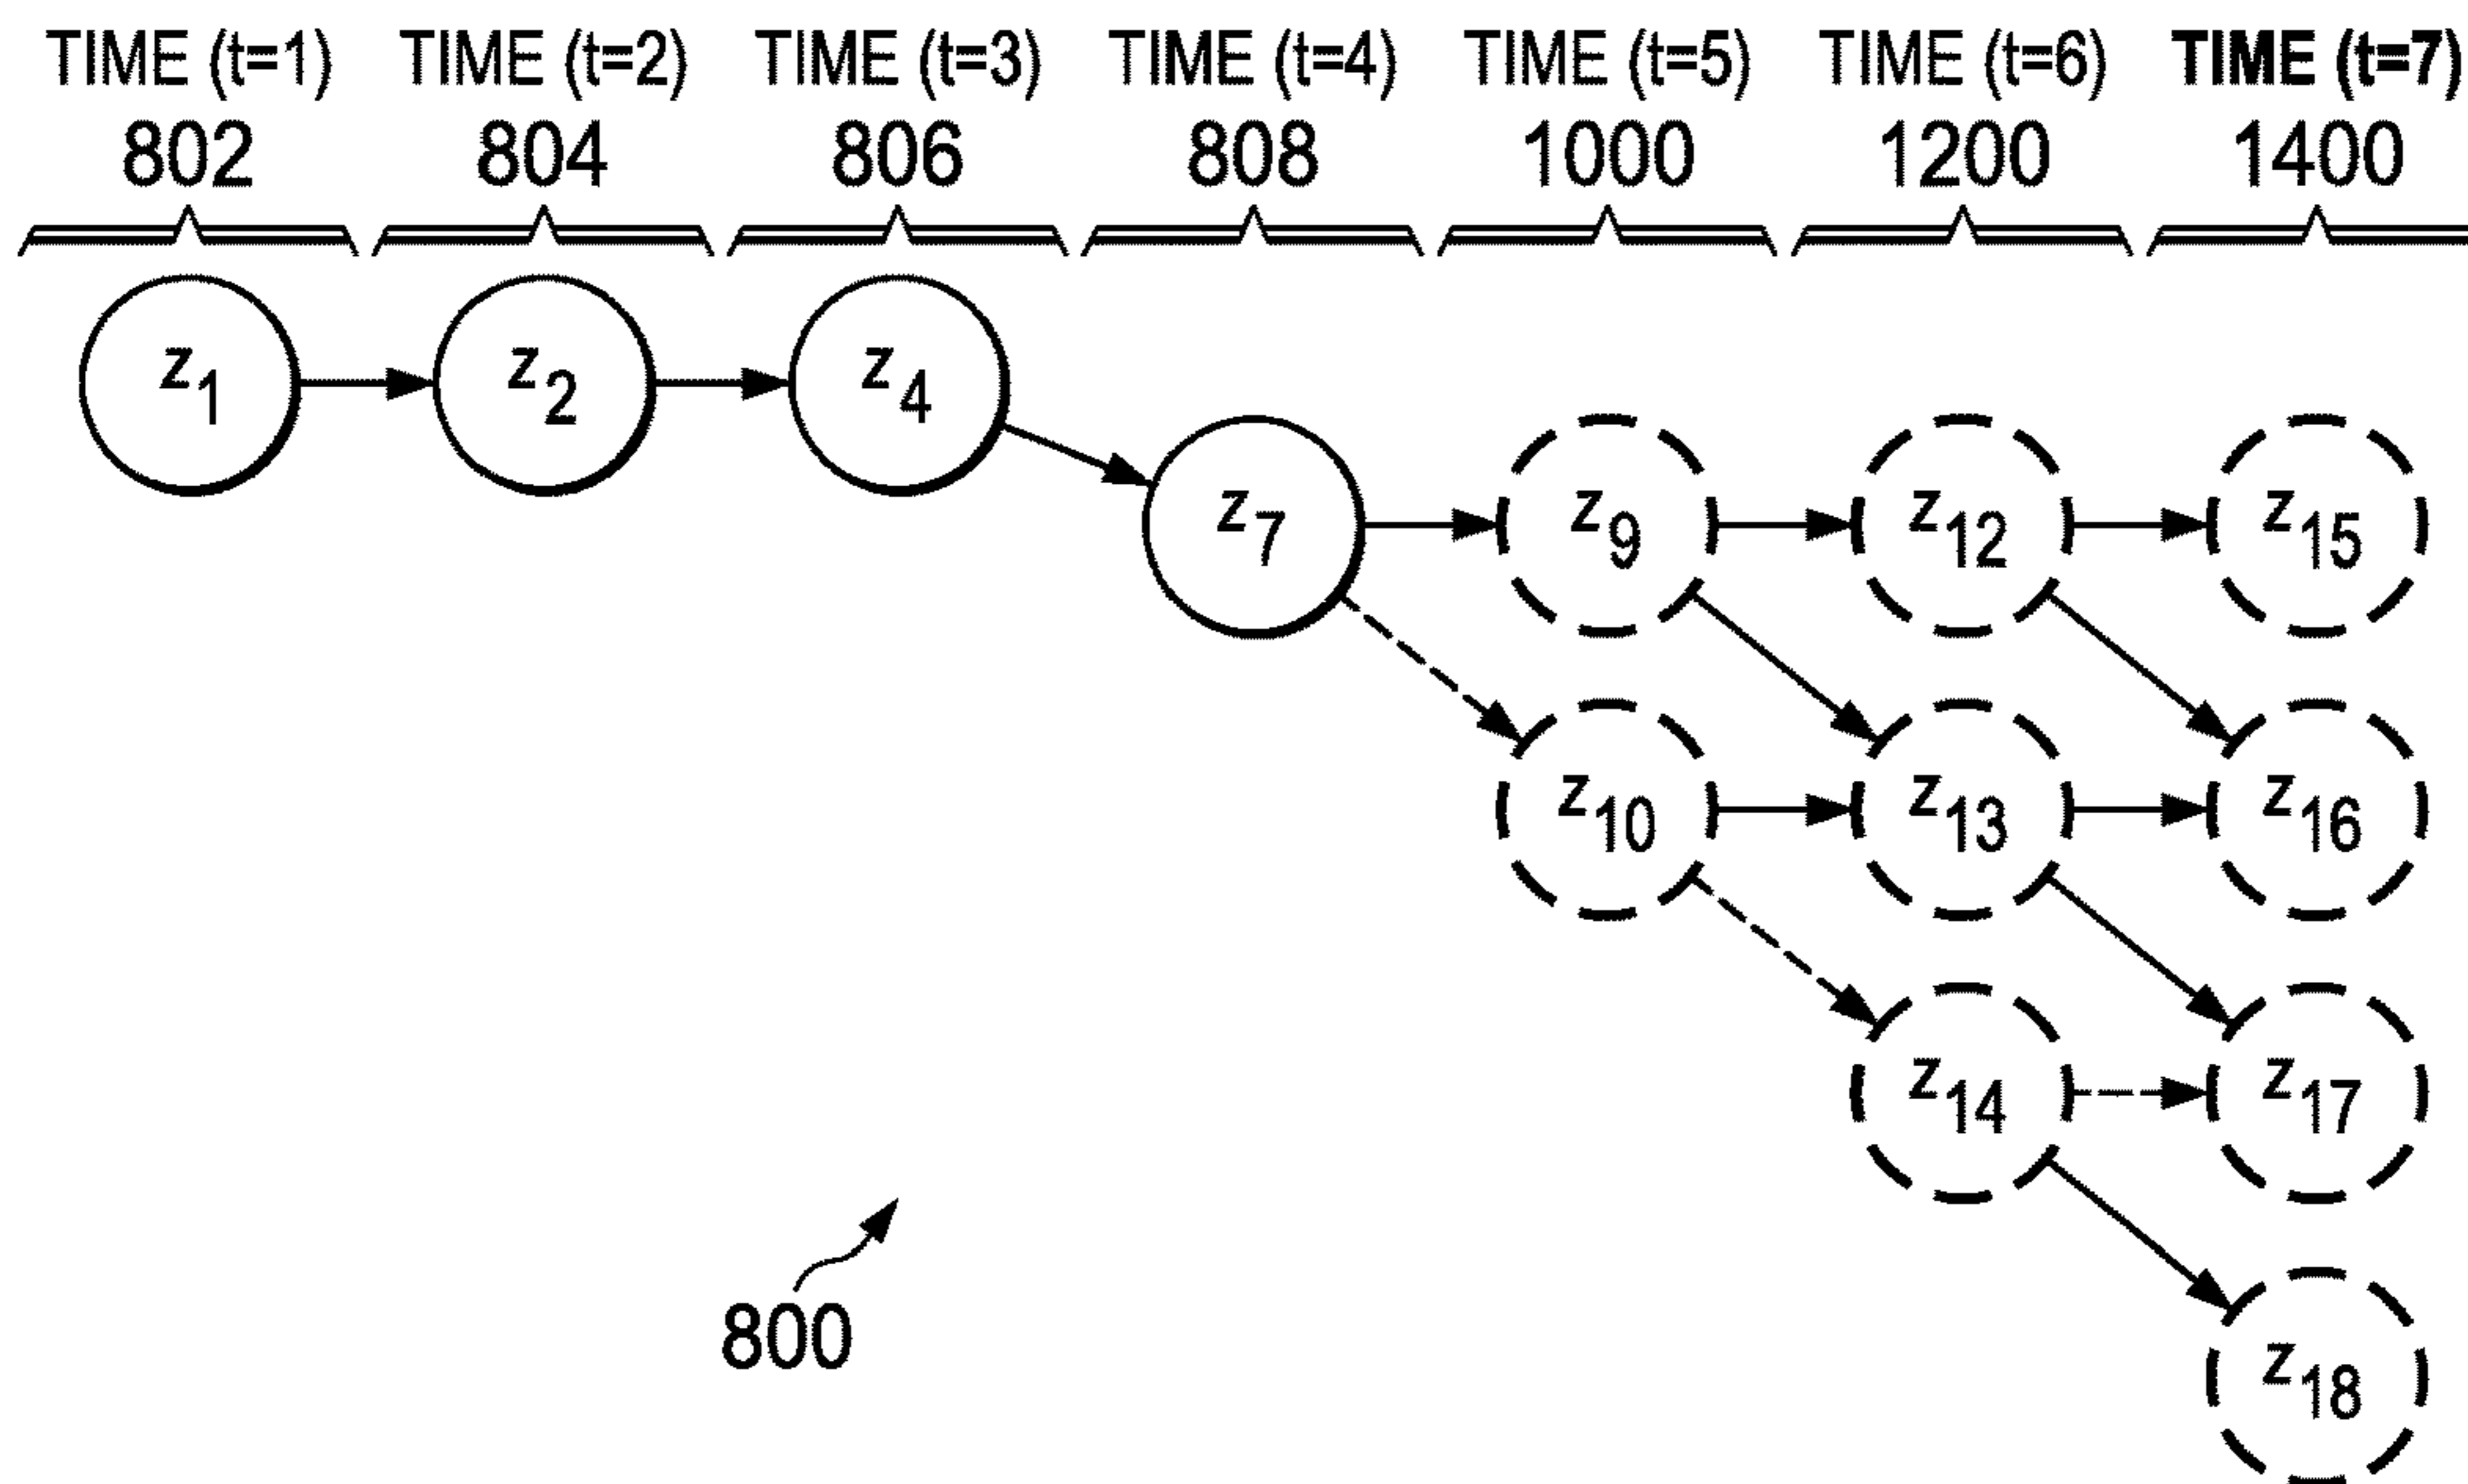 TIME (t=1) TIME (t=2) TIME (t=3) TIME (t=4) TIME (t=5) TIME (t=6) TIME (t=7)
802 804 806 808 1000 1200 1400
z1 z2 z4
z7 z9 z12 z15
z10 z13 z16
z14 z17
800
z18